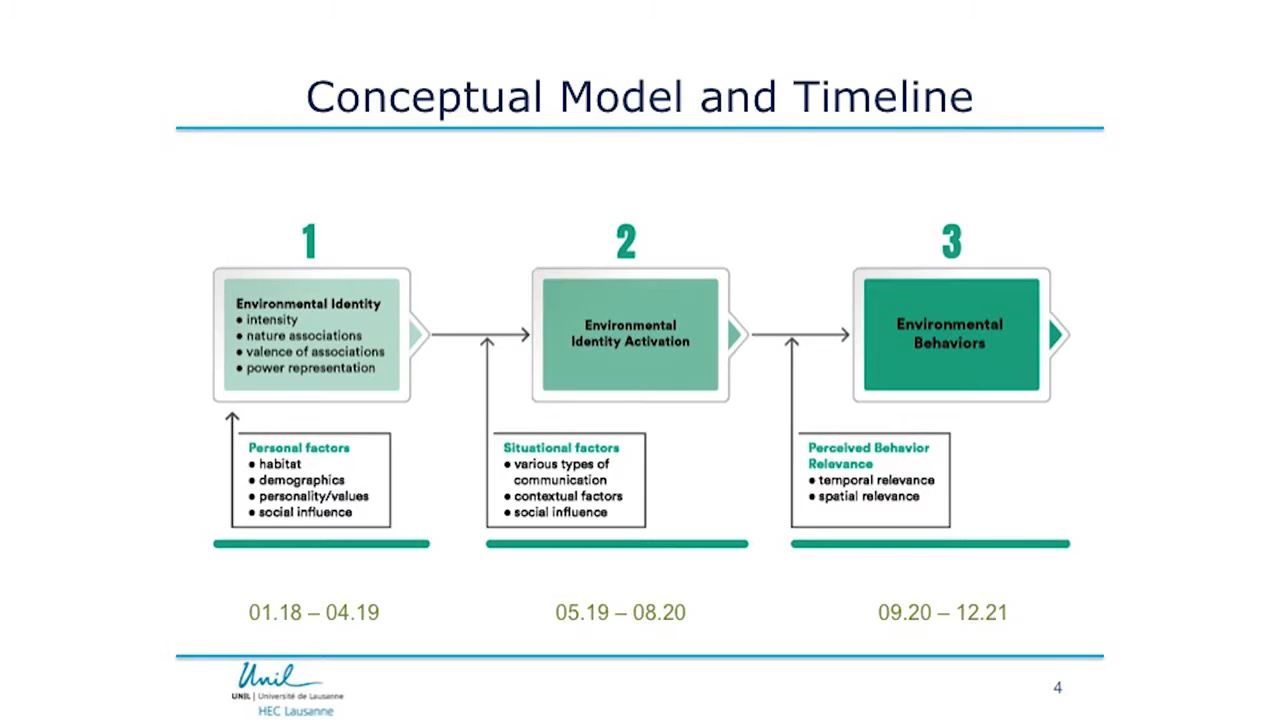 Conceptual Model and Timeline
1
2
3
Environmental Identity
● intensity
● nature associations
● valence of associations
● power representation
Environmental
Identity Activation
Environmental
Behaviors
Personal factors
● habitat
● demographics
● personality/values
● social influence
Situational factors
● various types of
communication
● contextual factors
● social influence
Perceived Behavior
Relevance
● temporal relevance
● spatial relevance
01.18 – 04.19
05.19 – 08.20
09.20 – 12.21
Unil
UNIL | Université de Lausanne
HEC Lausanne
4